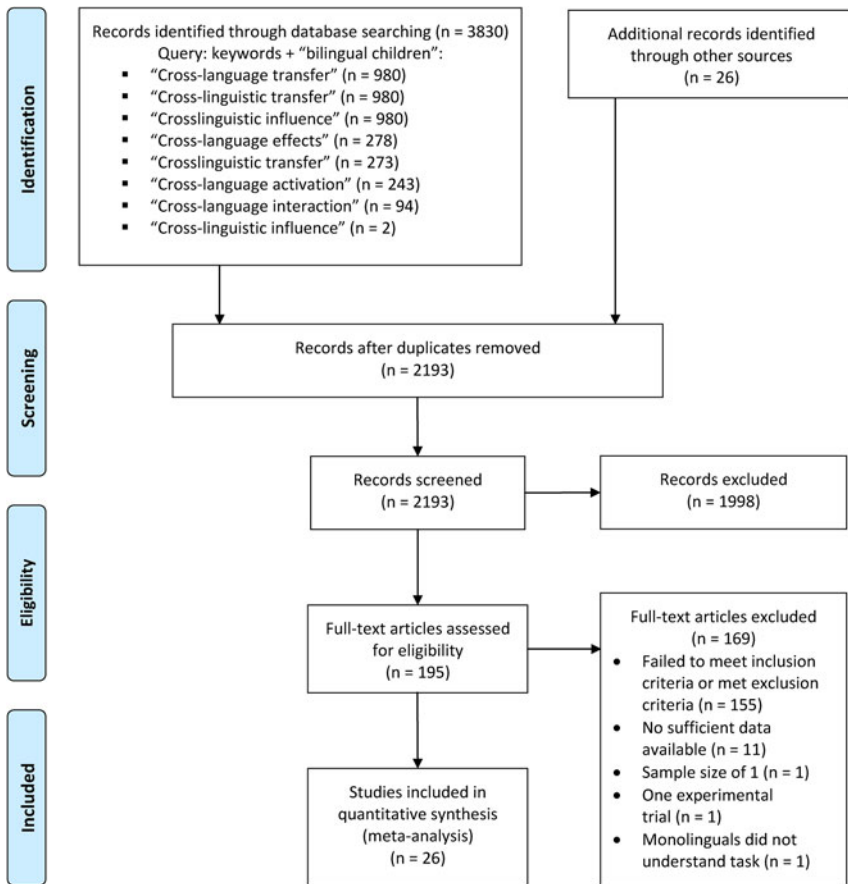 Identification
Records identified through database searching (n = 3830)
Query: keywords + “bilingual children”:
▪ “Cross-language transfer” (n = 980)
▪ “Cross-linguistic transfer” (n = 980)
▪ “Crosslinguistic influence” (n = 980)
▪ “Cross-language effects” (n = 278)
▪ “Crosslinguistic transfer” (n = 273)
▪ “Cross-language activation” (n = 243)
▪ “Cross-language interaction” (n = 94)
▪ “Cross-linguistic influence” (n = 2)
Additional records identified
through other sources
(n = 26)
Screening
Records after duplicates removed
(n = 2193)
Records screened
(n = 2193)
Records excluded
(n = 1998)
Eligibility
Full-text articles assessed
for eligibility
(n = 195)
Full-text articles excluded
(n = 169)
• Failed to meet inclusion
criteria or met exclusion
criteria (n = 155)
• No sufficient data
available (n = 11)
• Sample size of 1 (n = 1)
• One experimental
trial (n = 1)
• Monolinguals did not
understand task (n = 1)
Included
Studies included in
quantitative synthesis
(meta-analysis)
(n = 26)